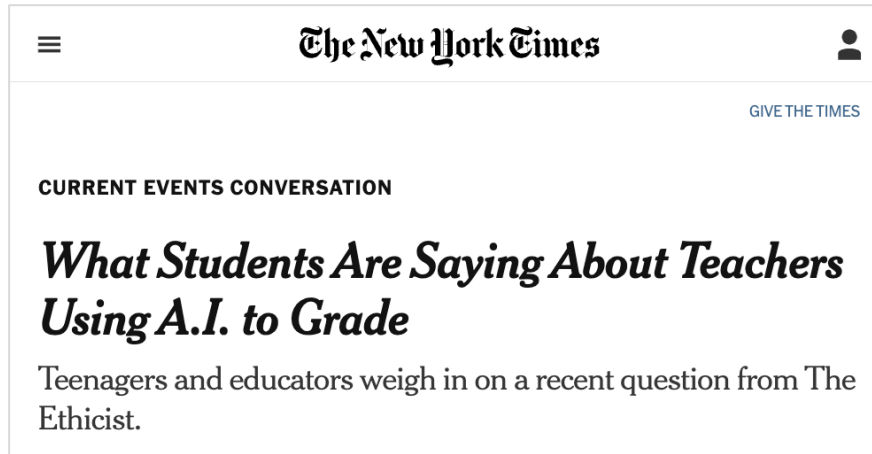 The New York Times
GIVE THE TIMES
CURRENT EVENTS CONVERSATION
What Students Are Saying About Teachers
Using A.I. to Grade
Teenagers and educators weigh in on a recent question from The
Ethicist.